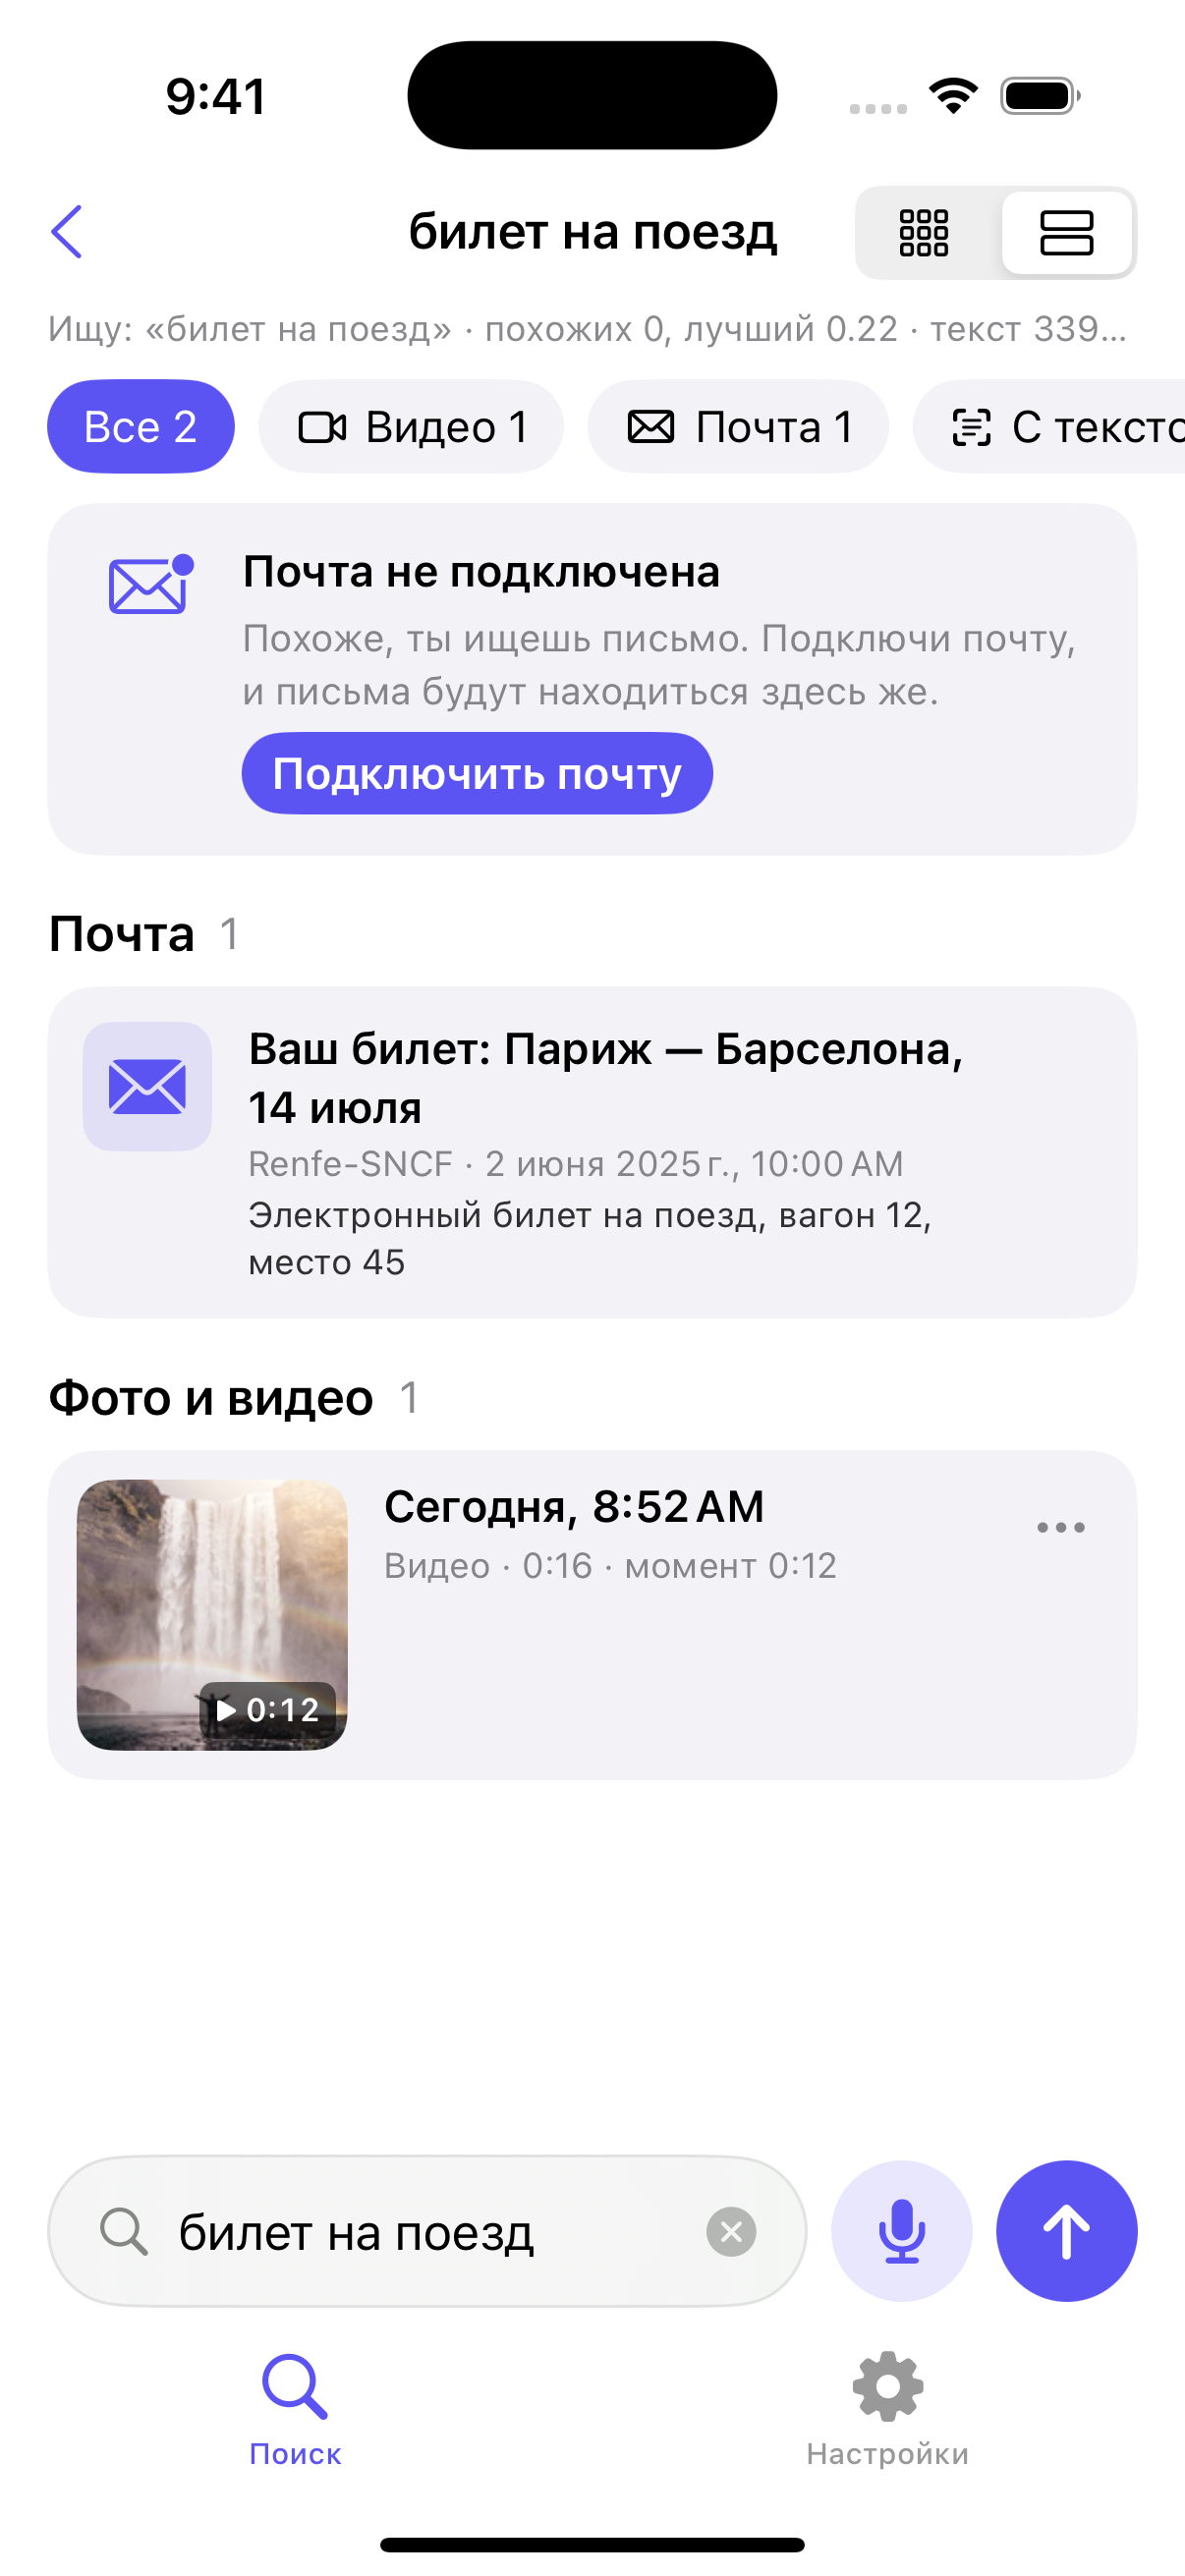 9:41
билет на поезд
Ищу: «билет на поезд» · похожих 0, лучший 0.22 · текст 339...
Все 2
Видео 1
Почта 1
С тексто
Почта не подключена
Похоже, ты ищешь письмо. Подключи почту,
и письма будут находиться здесь же.
Подключить почту
Почта 1
Ваш билет: Париж — Барселона,
14 июля
Renfe-SNCF · 2 июня 2025 г., 10:00 AM
Электронный билет на поезд, вагон 12,
место 45
Фото и видео 1
Сегодня, 8:52 AM
Видео · 0:16 · момент 0:12
0:12
билет на поезд
Поиск
Настройки